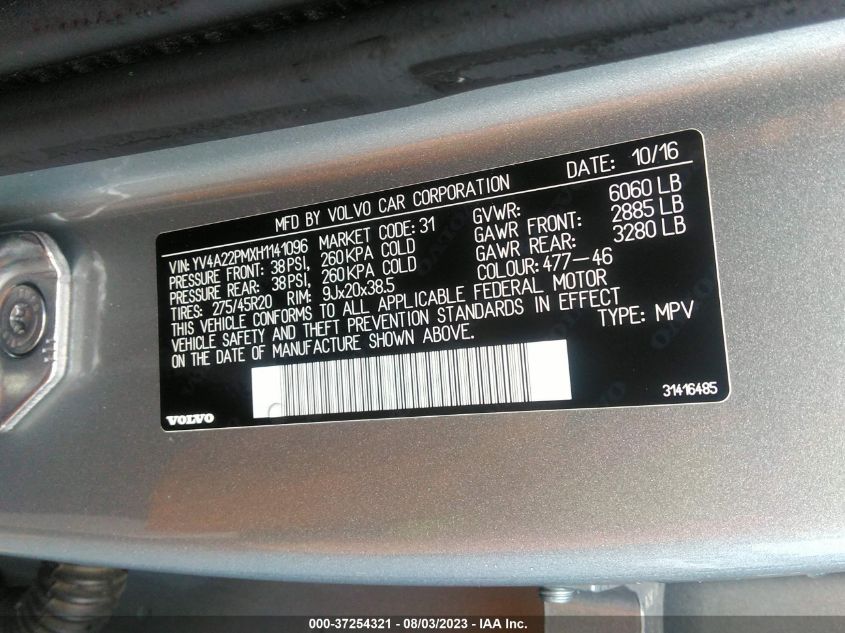 MFD BY VOLVO CAR CORPORATION DATE: 10/16
VIN: YV4A22PMXH1141096 MARKET CODE: 31 GVWR: 6060 LB
PRESSURE FRONT: 38 PSI, 260 KPA COLD GAWR FRONT: 2885 LB
PRESSURE REAR: 38 PSI, 260 KPA COLD GAWR REAR: 3280 LB
TIRES: 275/45R20 RIM: 9Jx20x38.5 COLOUR: 477-46
THIS VEHICLE CONFORMS TO ALL APPLICABLE FEDERAL MOTOR
VEHICLE SAFETY AND THEFT PREVENTION STANDARDS IN EFFECT
ON THE DATE OF MANUFACTURE SHOWN ABOVE. TYPE: MPV
VOLVO 31416485
000-37254321 - 08/03/2023 - IAA Inc.